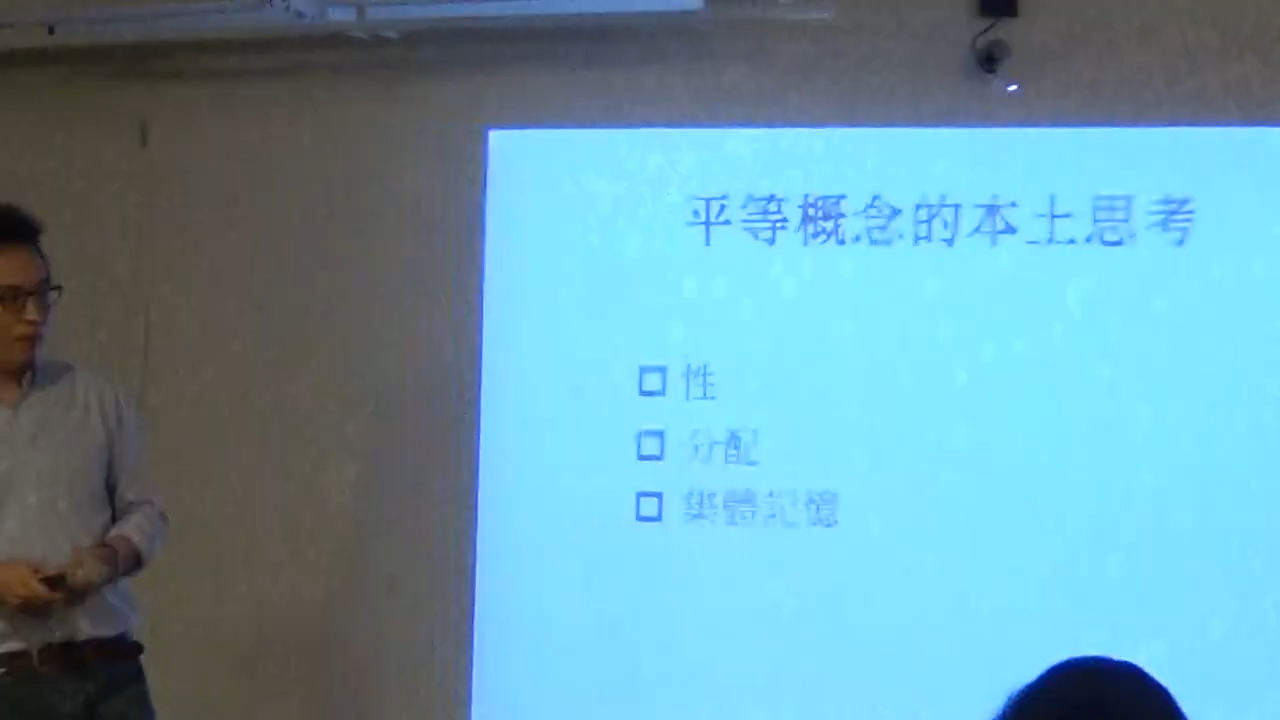 平等概念的本土思考
性
分配
集體記憶